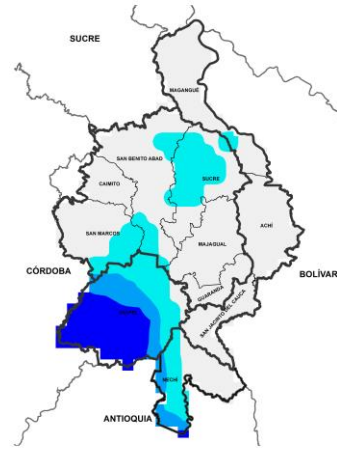 SUCRE
MAGANGUÉ
SAN BENITO ABAD
CAIMITO
SUCRE
SAN MARCOS
MAJAGUAL
ACHÍ
CÓRDOBA
BOLÍVAR
GUARANDA
SAN JACINTO DEL CAUCA
NECHÍ
ANTIOQUIA